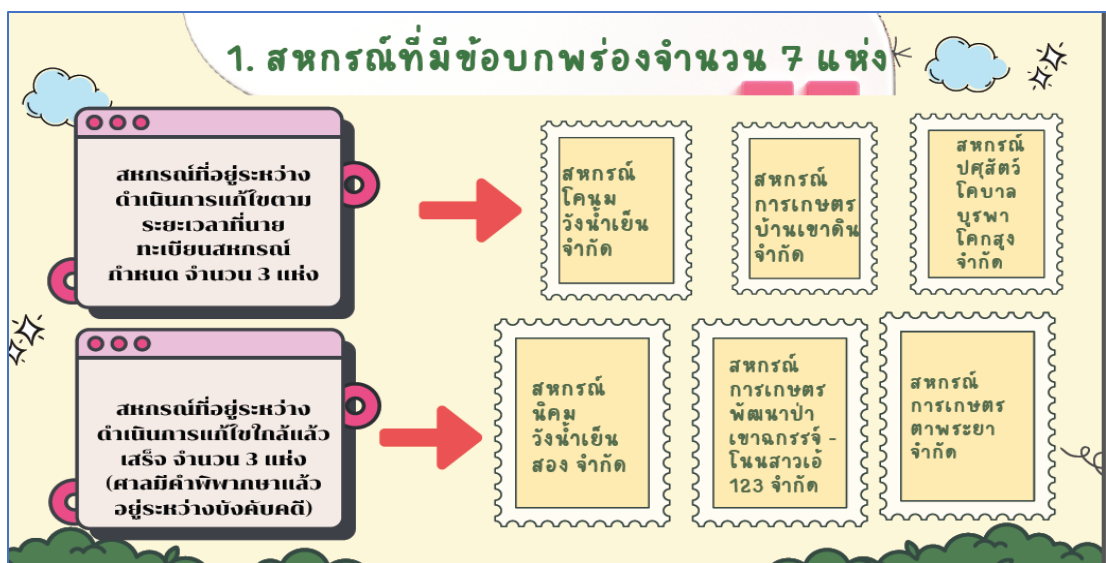 1. สหกรณ์ที่มีข้อบกพร่องจำนวน 7 แห่ง
สหกรณ์ที่อยู่ระหว่าง
ดำเนินการแก้ไขตาม
ระยะเวลาที่นาย
ทะเบียนสหกรณ์
กำหนด จำนวน 3 แห่ง
สหกรณ์
โคนม
วังน้ำเย็น
จำกัด
สหกรณ์
การเกษตร
บ้านเขาดิน
จำกัด
สหกรณ์
ปศุสัตว์
โคบาล
บูรพา
โคกสูง
จำกัด
สหกรณ์ที่อยู่ระหว่าง
ดำเนินการแก้ไขใกล้แล้ว
เสร็จ จำนวน 3 แห่ง
(ศาลมีคำพิพากษาแล้ว
อยู่ระหว่างบังคับคดี)
สหกรณ์
นิคม
วังน้ำเย็น
สอง จำกัด
สหกรณ์
การเกษตร
พัฒนาป่า
เขาฉกรรจ์ -
โนนสาวเอ้
123 จำกัด
สหกรณ์
การเกษตร
ตาพระยา
จำกัด